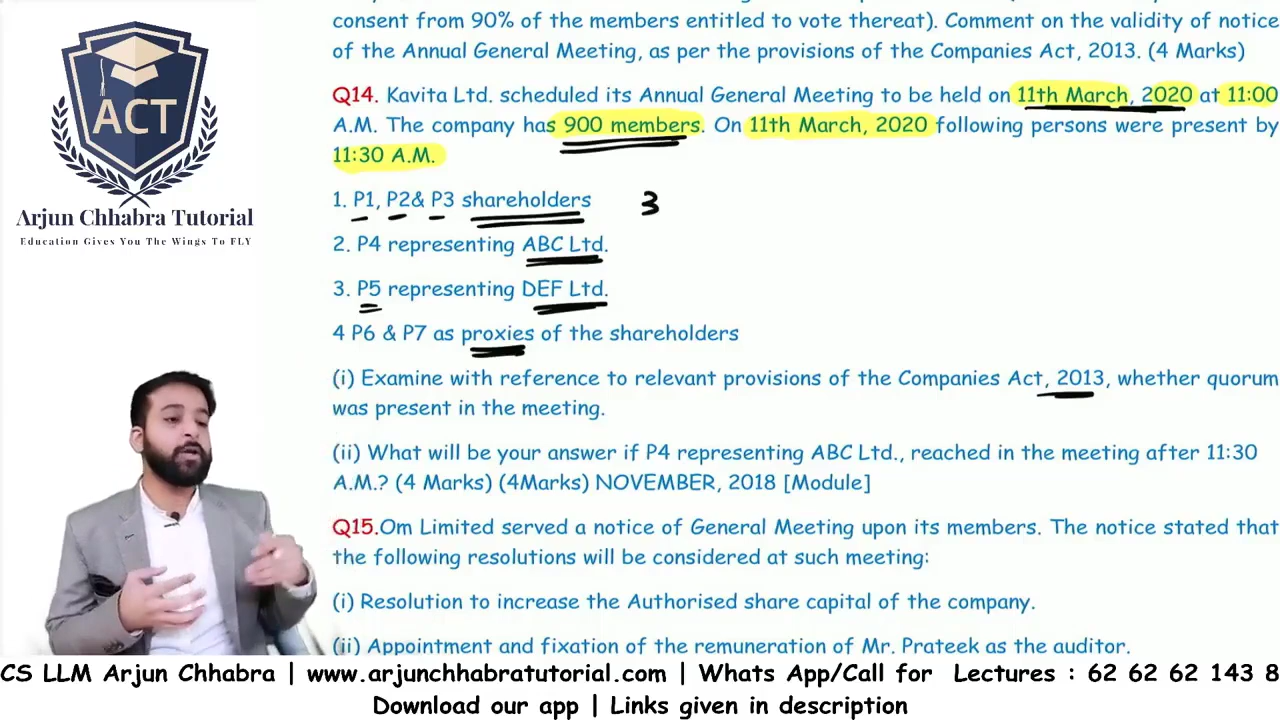 consent from 90% of the members entitled to vote thereat). Comment on the validity of notice
of the Annual General Meeting, as per the provisions of the Companies Act, 2013. (4 Marks)
Q14. Kavita Ltd. scheduled its Annual General Meeting to be held on 11th March, 2020 at 11:00
A.M. The company has 900 members. On 11th March, 2020 following persons were present by
11:30 A.M.
1. P1, P2& P3 shareholders 3
2. P4 representing ABC Ltd.
3. P5 representing DEF Ltd.
4 P6 & P7 as proxies of the shareholders
(i) Examine with reference to relevant provisions of the Companies Act, 2013, whether quorum
was present in the meeting.
(ii) What will be your answer if P4 representing ABC Ltd., reached in the meeting after 11:30
A.M.? (4 Marks) (4Marks) NOVEMBER, 2018 [Module]
Q15.Om Limited served a notice of General Meeting upon its members. The notice stated that
the following resolutions will be considered at such meeting:
(i) Resolution to increase the Authorised share capital of the company.
(ii) Appointment and fixation of the remuneration of Mr. Prateek as the auditor.
ACT
Arjun Chhabra Tutorial
Education Gives You The Wings To FLY
CS LLM Arjun Chhabra | www.arjunchhabratutorial.com | Whats App/Call for Lectures : 62 62 62 143 8
Download our app | Links given in description